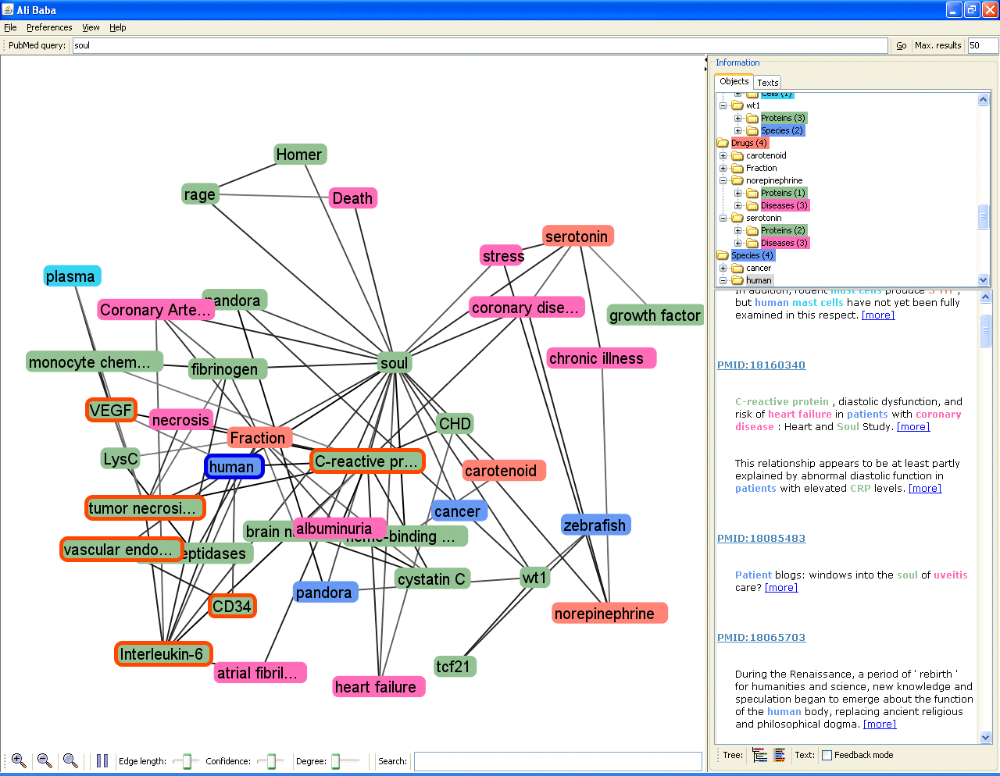 Ali Baba
File Preferences View Help
PubMed query: soul Go Max. results 50
Homer
rage
Death
serotonin
stress
plasma
pandora
Coronary Arte...
coronary dise...
growth factor
monocyte chem...
fibrinogen
soul
chronic illness
VEGF
necrosis
CHD
Fraction
LysC
human
C-reactive pr...
carotenoid
tumor necrosi...
cancer
zebrafish
brain n
albuminuria
heme-binding ...
vascular endo...
eptidases
cystatin C
wt1
pandora
CD34
norepinephrine
Interleukin-6
atrial fibril...
tcf21
heart failure
Edge length: Confidence: Degree: Search:
Information
Objects Texts
Cells (1)
wt1
Proteins (3)
Species (2)
Drugs (4)
carotenoid
Fraction
norepinephrine
Proteins (1)
Diseases (3)
serotonin
Proteins (2)
Diseases (3)
Species (4)
cancer
human
In addition, rodent mast cells produce 5-HT ,
but human mast cells have not yet been fully
examined in this respect. [more]
PMID:18160340
C-reactive protein , diastolic dysfunction, and
risk of heart failure in patients with coronary
disease : Heart and Soul Study. [more]
This relationship appears to be at least partly
explained by abnormal diastolic function in
patients with elevated CRP levels. [more]
PMID:18085483
Patient blogs: windows into the soul of uveitis
care? [more]
PMID:18065703
During the Renaissance, a period of ' rebirth '
for humanities and science, new knowledge and
speculation began to emerge about the function
of the human body, replacing ancient religious
and philosophical dogma. [more]
Tree: Text: Feedback mode